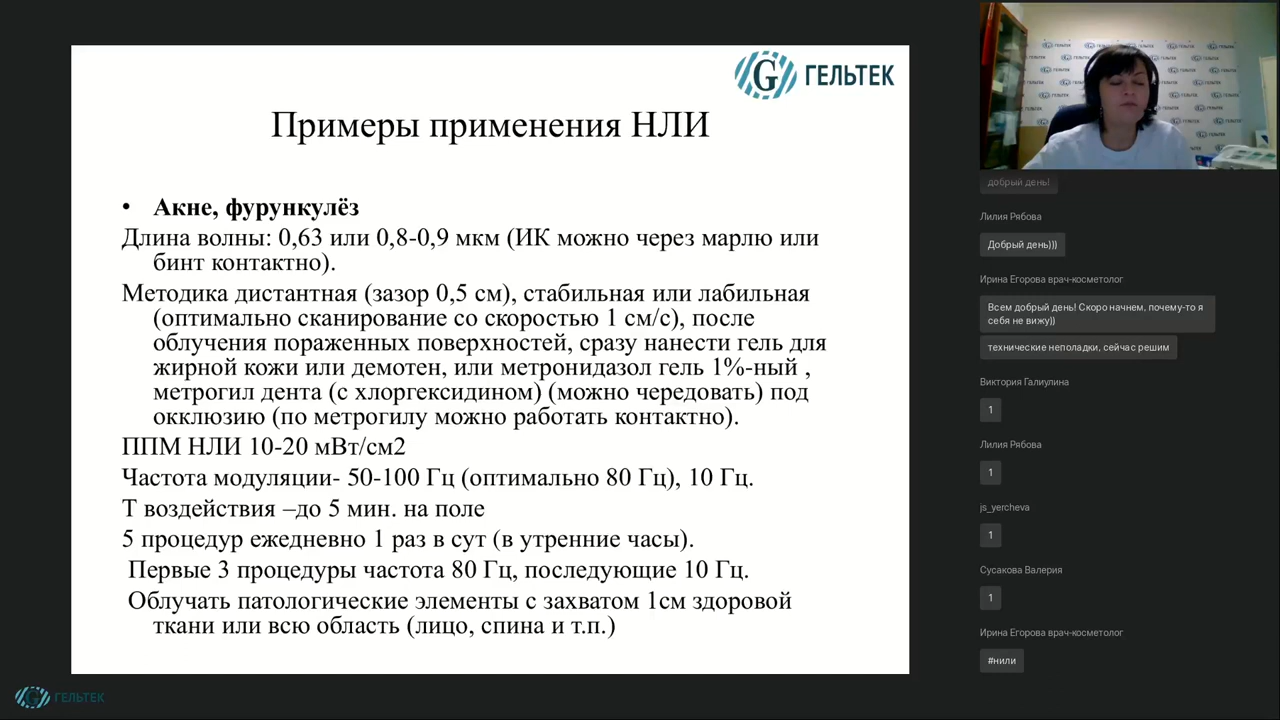 ГЕЛЬТЕК
Примеры применения НЛИ
• Акне, фурункулёз
Длина волны: 0,63 или 0,8-0,9 мкм (ИК можно через марлю или
бинт контактно).
Методика дистантная (зазор 0,5 см), стабильная или лабильная
(оптимально сканирование со скоростью 1 см/с), после
облучения пораженных поверхностей, сразу нанести гель для
жирной кожи или демотен, или метронидазол гель 1%-ный ,
метрогил дента (с хлоргексидином) (можно чередовать) под
окклюзию (по метрогилу можно работать контактно).
ППМ НЛИ 10-20 мВт/см2
Частота модуляции- 50-100 Гц (оптимально 80 Гц), 10 Гц.
Т воздействия –до 5 мин. на поле
5 процедур ежедневно 1 раз в сут (в утренние часы).
Первые 3 процедуры частота 80 Гц, последующие 10 Гц.
Облучать патологические элементы с захватом 1см здоровой
ткани или всю область (лицо, спина и т.п.)
ГЕЛЬТЕК
добрый день!
Лилия Рябова
Добрый день)))
Ирина Егорова врач-косметолог
Всем добрый день! Скоро начнем, почему-то я
себя не вижу))
технические неполадки, сейчас решим
Виктория Галиулина
1
Лилия Рябова
1
js_yercheva
1
Сусакова Валерия
1
Ирина Егорова врач-косметолог
#нили